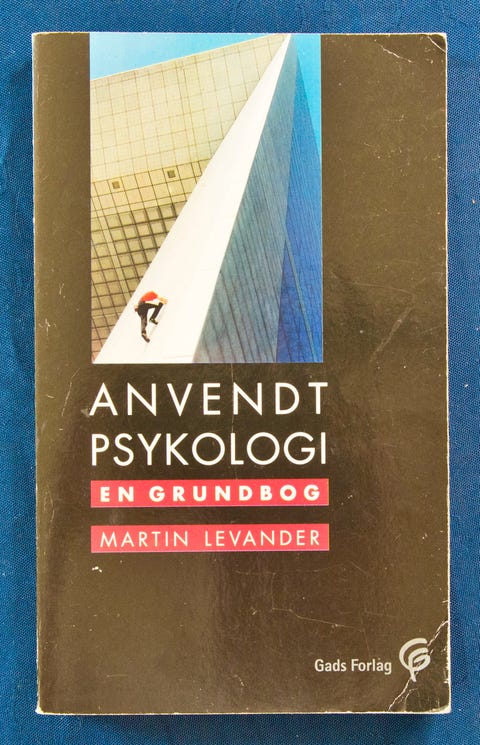 ANVENDT
PSYKOLOGI
EN GRUNDBOG
MARTIN LEVANDER
Gads Forlag